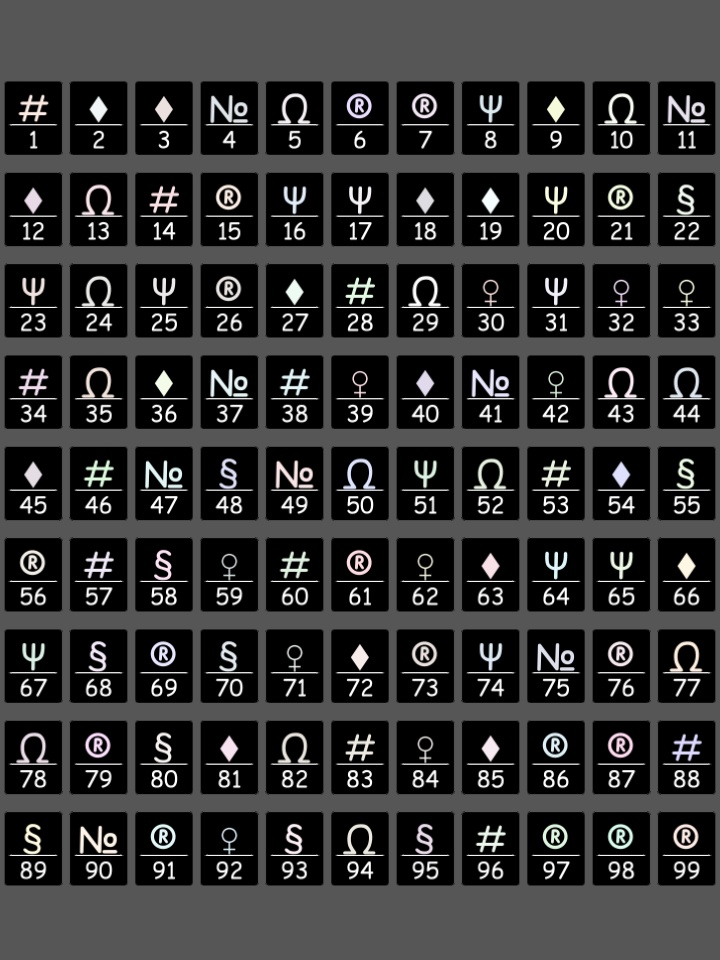 # ♦ ♦ № Ω ® ® Ψ ♦ Ω №
1 2 3 4 5 6 7 8 9 10 11
♦ Ω # ® Ψ Ψ ♦ ♦ Ψ ® §
12 13 14 15 16 17 18 19 20 21 22
Ψ Ω Ψ ® ♦ # Ω ♀ Ψ ♀ ♀
23 24 25 26 27 28 29 30 31 32 33
# Ω ♦ № # ♀ ♦ № ♀ Ω Ω
34 35 36 37 38 39 40 41 42 43 44
♦ # № § № Ω Ψ Ω # ♦ §
45 46 47 48 49 50 51 52 53 54 55
® # § ♀ # ® ♀ ♦ Ψ Ψ ♦
56 57 58 59 60 61 62 63 64 65 66
Ψ § ® § ♀ ♦ ® Ψ № ® Ω
67 68 69 70 71 72 73 74 75 76 77
Ω ® § ♦ Ω # ♀ ♦ ® ® #
78 79 80 81 82 83 84 85 86 87 88
§ № ® ♀ § Ω § # ® ® ®
89 90 91 92 93 94 95 96 97 98 99